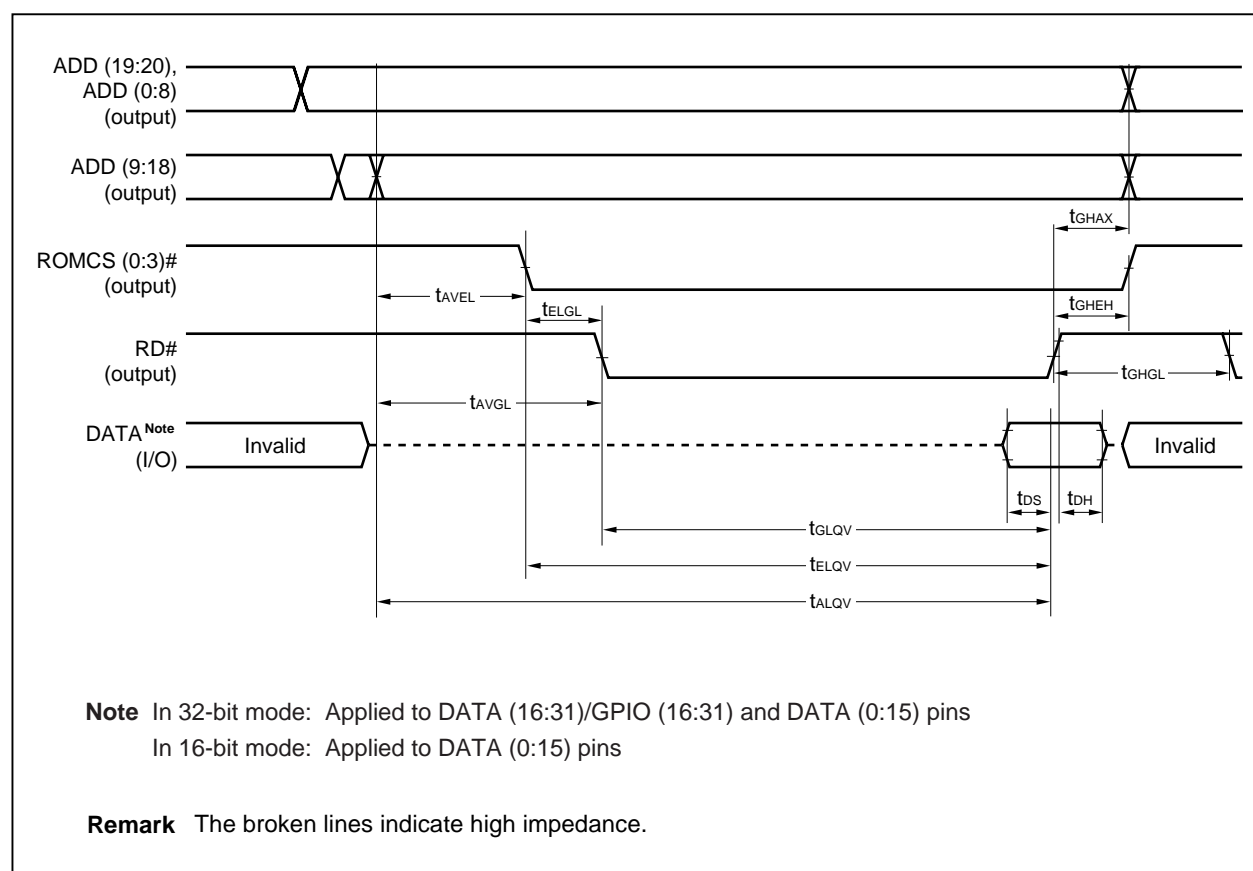 ADD (19:20),
ADD (0:8)
(output)
ADD (9:18)
(output)
tGHAX
ROMCS (0:3)#
(output)
tAVEL
tELGL
tGHEH
RD#
(output)
tGHGL
tAVGL
DATA Note
(I/O)
Invalid
Invalid
tDS
tDH
tGLQV
tELQV
tALQV
Note In 32-bit mode: Applied to DATA (16:31)/GPIO (16:31) and DATA (0:15) pins
In 16-bit mode: Applied to DATA (0:15) pins
Remark The broken lines indicate high impedance.